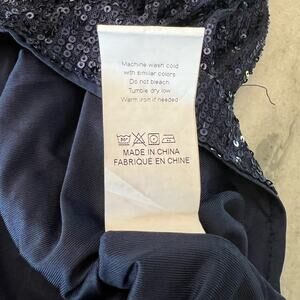 Machine wash cold
with similar colors
Do not bleach
Tumble dry low
Warm iron if needed
MADE IN CHINA
FABRIQUÉ EN CHINE